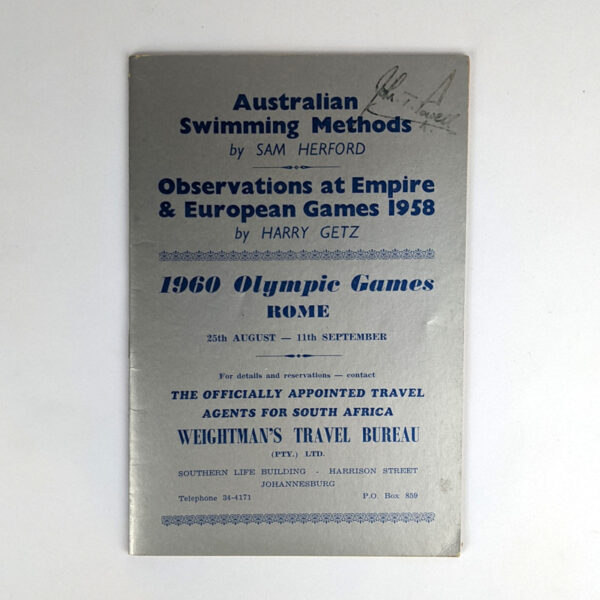 Australian
Swimming Methods
by SAM HERFORD
Observations at Empire
& European Games 1958
by HARRY GETZ
1960 Olympic Games
ROME
25th AUGUST — 11th SEPTEMBER
For details and reservations — contact
THE OFFICIALLY APPOINTED TRAVEL
AGENTS FOR SOUTH AFRICA
WEIGHTMAN'S TRAVEL BUREAU
(PTY.) LTD.
SOUTHERN LIFE BUILDING - HARRISON STREET
JOHANNESBURG
Telephone 34-4171 P.O. Box 859